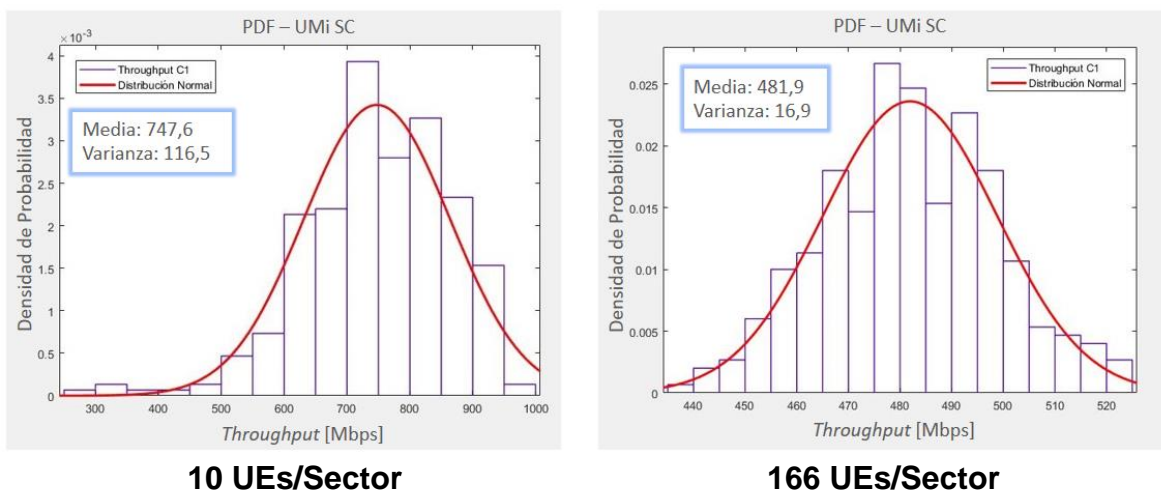 PDF – UMi SC
×10⁻³
Throughput C1
Distribución Normal
Media: 747,6
Varianza: 116,5
Densidad de Probabilidad
4
3.5
3
2.5
2
1.5
1
0.5
0
300 400 500 600 700 800 900 1000
Throughput [Mbps]
10 UEs/Sector
PDF – UMi SC
Throughput C1
Distribución Normal
Media: 481,9
Varianza: 16,9
Densidad de Probabilidad
0.025
0.02
0.015
0.01
0.005
0
440 450 460 470 480 490 500 510 520
Throughput [Mbps]
166 UEs/Sector